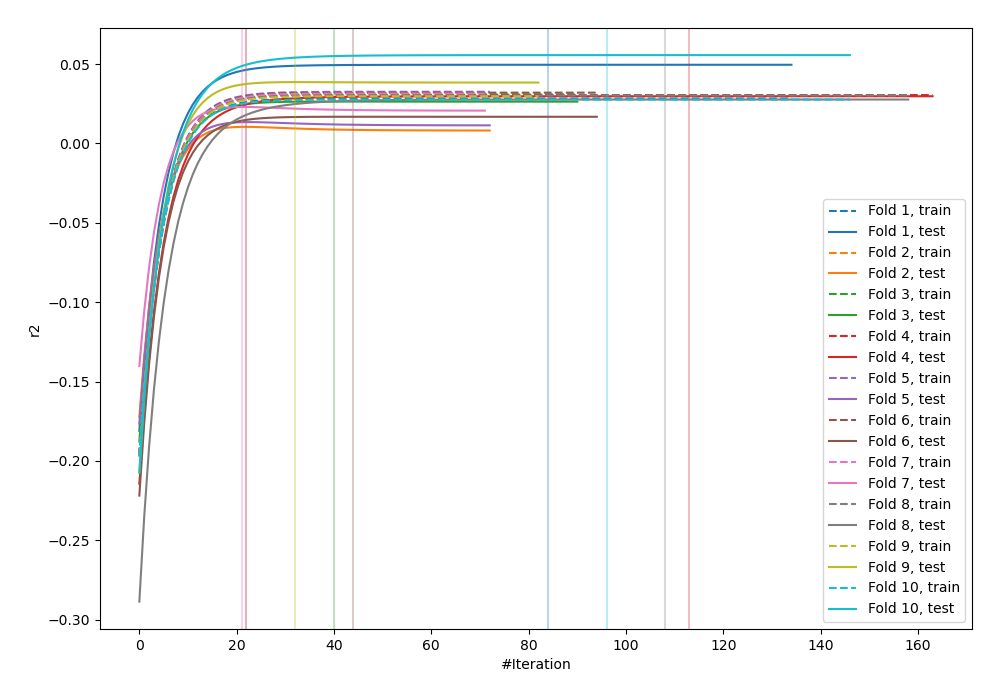 0.05
0.00
−0.05
−0.10
−0.15
−0.20
−0.25
−0.30
r2
0 20 40 60 80 100 120 140 160
#Iteration
Fold 1, train
Fold 1, test
Fold 2, train
Fold 2, test
Fold 3, train
Fold 3, test
Fold 4, train
Fold 4, test
Fold 5, train
Fold 5, test
Fold 6, train
Fold 6, test
Fold 7, train
Fold 7, test
Fold 8, train
Fold 8, test
Fold 9, train
Fold 9, test
Fold 10, train
Fold 10, test